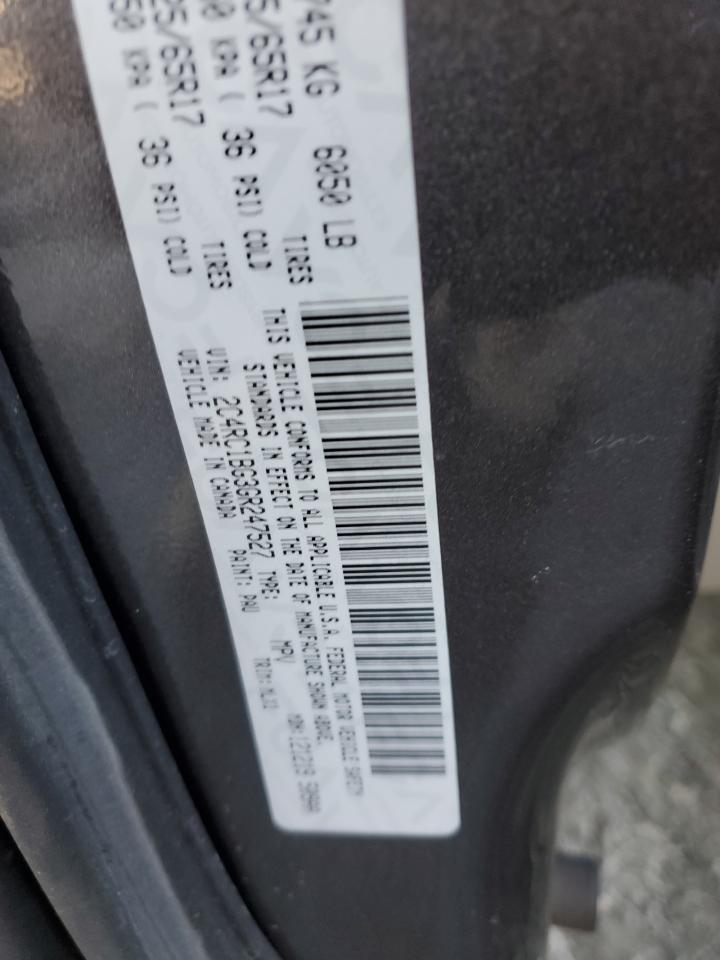 745 KG 6050 LB
5/65R17 TIRES
0 KPA ( 36 PSI) COLD
25/65R17 TIRES
50 KPA ( 36 PSI) COLD
THIS VEHICLE CONFORMS TO ALL APPLICABLE U.S.A. FEDERAL MOTOR VEHICLE SAFETY
STANDARDS IN EFFECT ON THE DATE OF MANUFACTURE SHOWN ABOVE.
VIN: 2C4RC1BG3GR247527 TYPE: MPV
VEHICLE MADE IN CANADA PAINT: PAU